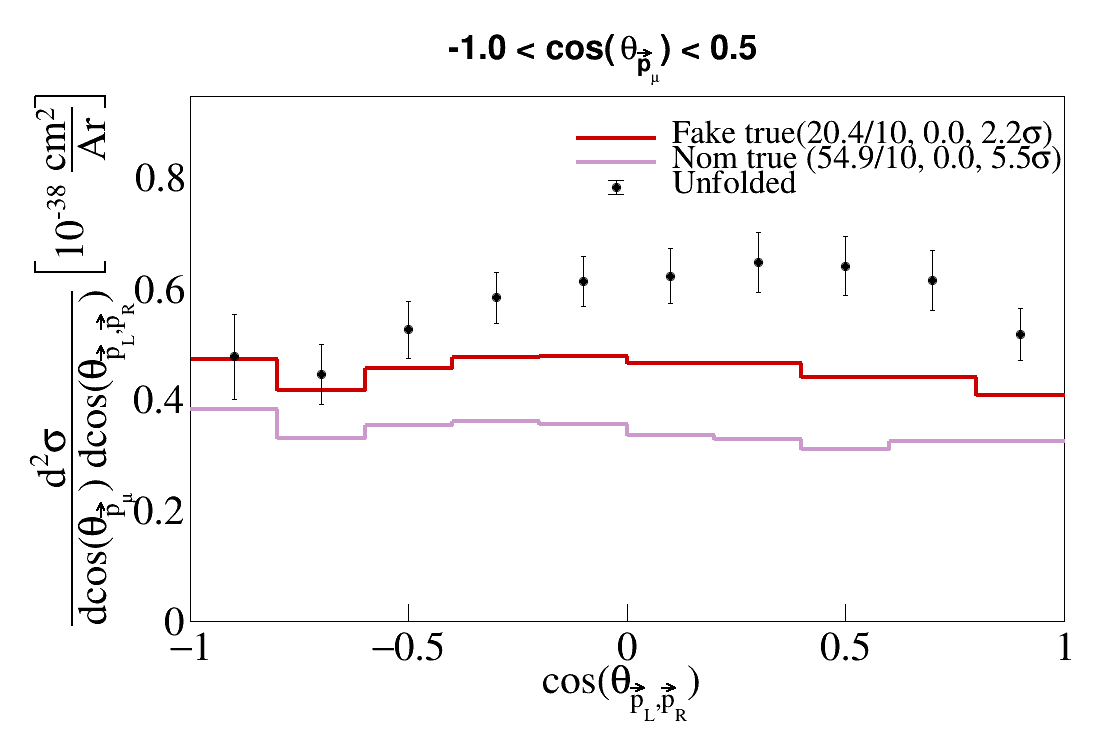 -1.0 < cos(θ_p⃗_μ) < 0.5
Fake true(20.4/10, 0.0, 2.2σ)
Nom true (54.9/10, 0.0, 5.5σ)
Unfolded
d²σ
dcos(θ_p⃗_μ) dcos(θ_p⃗_L,p⃗_R)
[10⁻³⁸ cm²
Ar]
0.8
0.6
0.4
0.2
0
−1
−0.5
0
0.5
1
cos(θ_p⃗_L,p⃗_R)